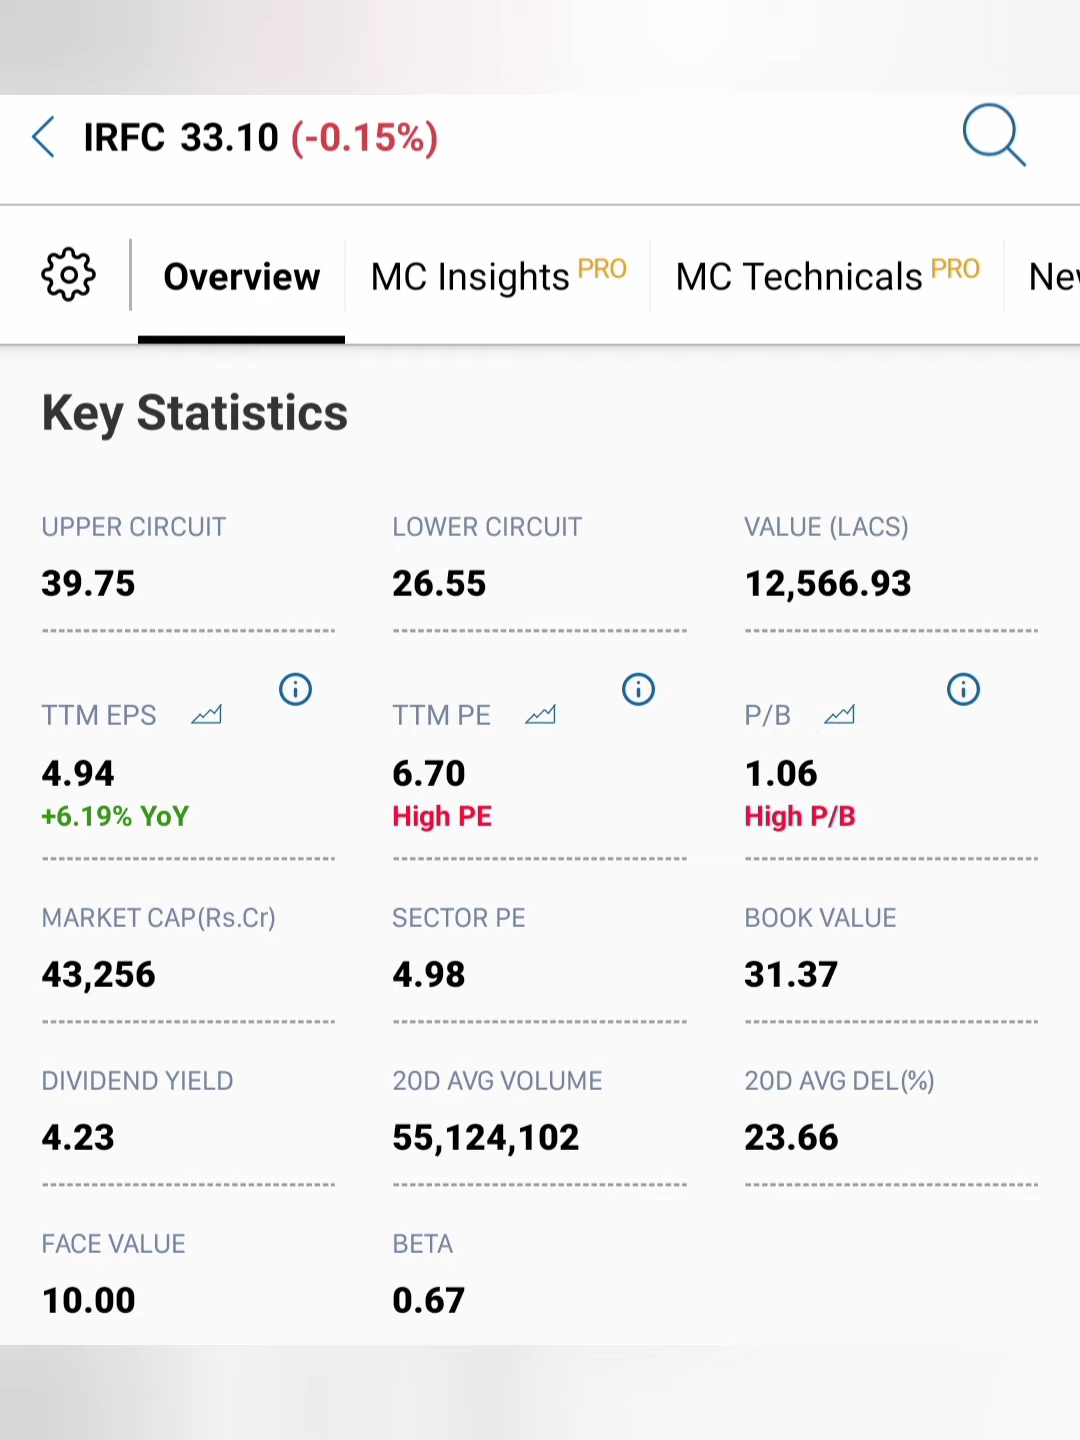 IRFC 33.10 (-0.15%)
Overview MC Insights PRO MC Technicals PRO Nev
Key Statistics
UPPER CIRCUIT LOWER CIRCUIT VALUE (LACS)
39.75 26.55 12,566.93
TTM EPS TTM PE P/B
4.94 6.70 1.06
+6.19% YoY High PE High P/B
MARKET CAP(Rs.Cr) SECTOR PE BOOK VALUE
43,256 4.98 31.37
DIVIDEND YIELD 20D AVG VOLUME 20D AVG DEL(%)
4.23 55,124,102 23.66
FACE VALUE BETA
10.00 0.67